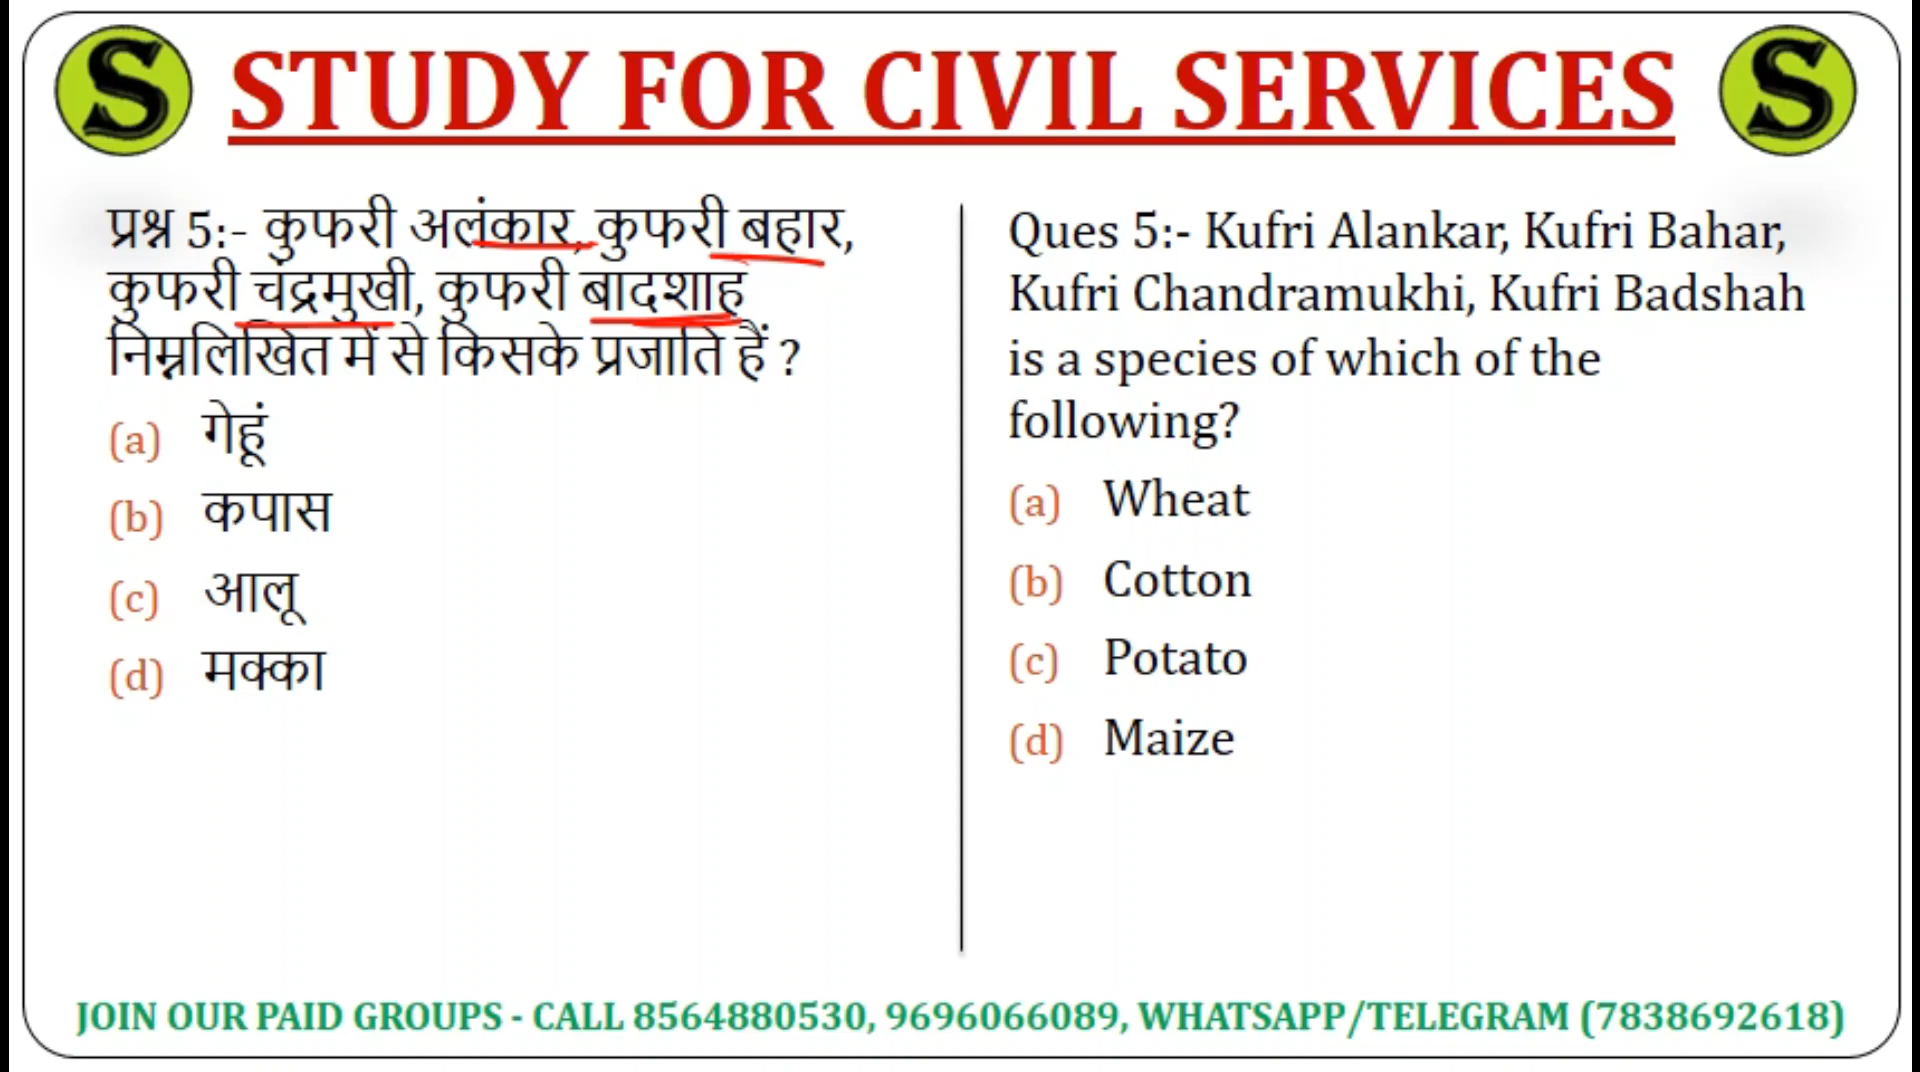 S STUDY FOR CIVIL SERVICES S
प्रश्न 5:- कुफरी अलंकार, कुफरी बहार,
कुफरी चंद्रमुखी, कुफरी बादशाह
निम्नलिखित में से किसके प्रजाति हैं ?
(a) गेहूं
(b) कपास
(c) आलू
(d) मक्का
Ques 5:- Kufri Alankar, Kufri Bahar,
Kufri Chandramukhi, Kufri Badshah
is a species of which of the
following?
(a) Wheat
(b) Cotton
(c) Potato
(d) Maize
JOIN OUR PAID GROUPS - CALL 8564880530, 9696066089, WHATSAPP/TELEGRAM (7838692618)